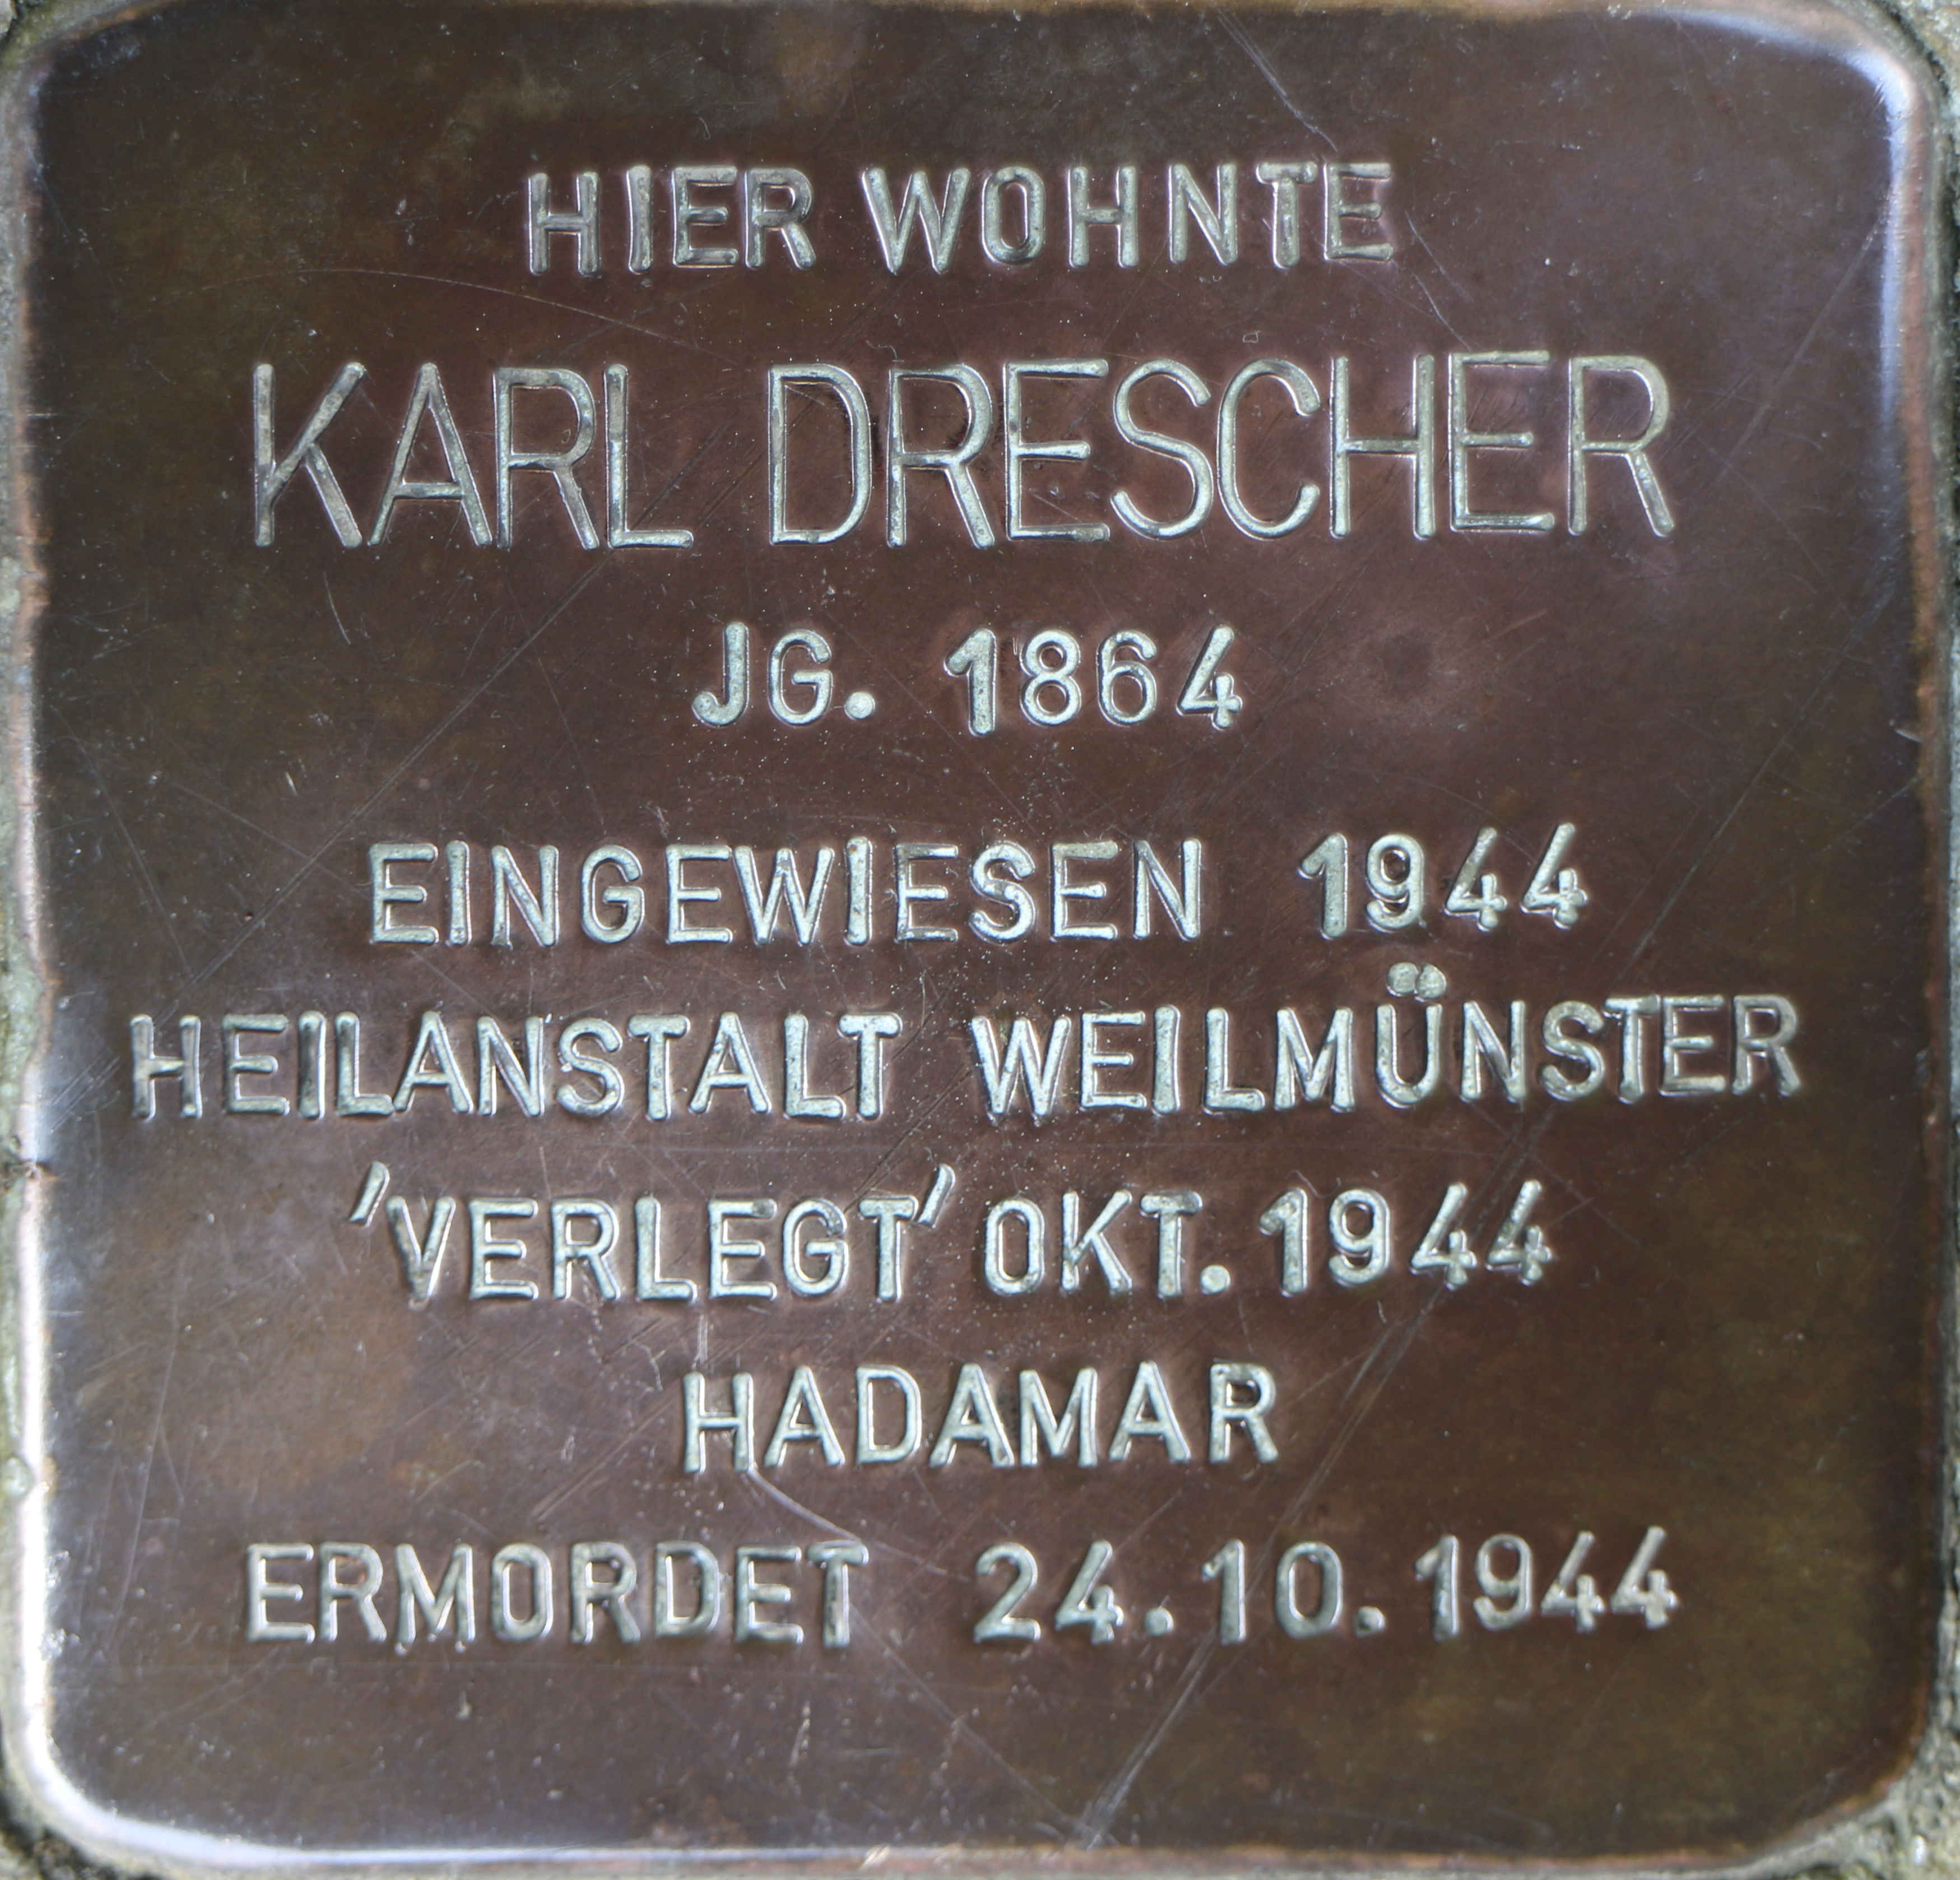 HIER WOHNTE
KARL DRESCHER
JG. 1864
EINGEWIESEN 1944
HEILANSTALT WEILMÜNSTER
'VERLEGT' OKT. 1944
HADAMAR
ERMORDET 24.10.1944